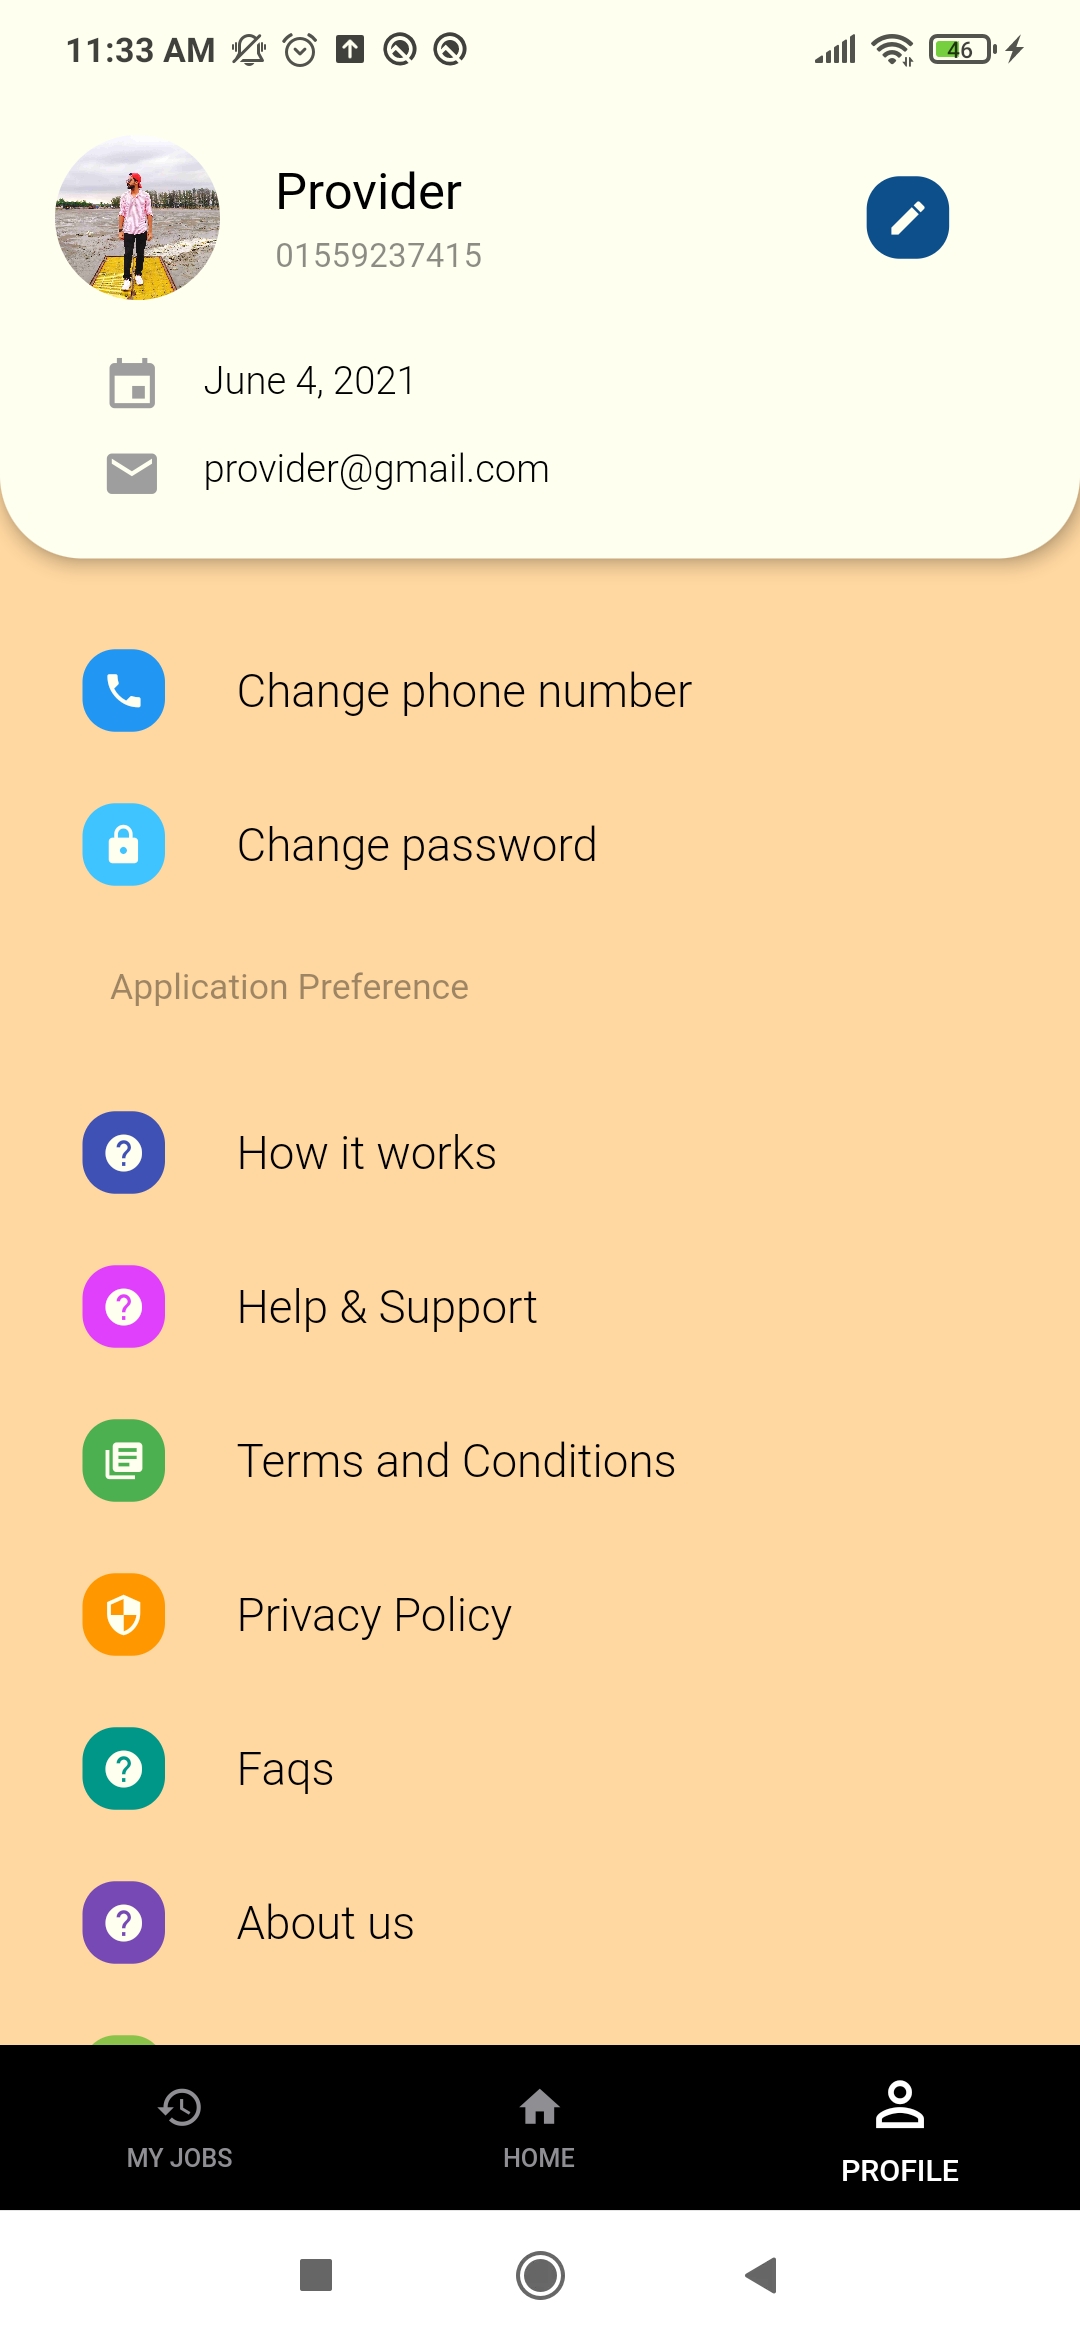 11:33 AM
46
Provider
01559237415
June 4, 2021
provider@gmail.com
Change phone number
Change password
Application Preference
How it works
Help & Support
Terms and Conditions
Privacy Policy
Faqs
About us
MY JOBS
HOME
PROFILE